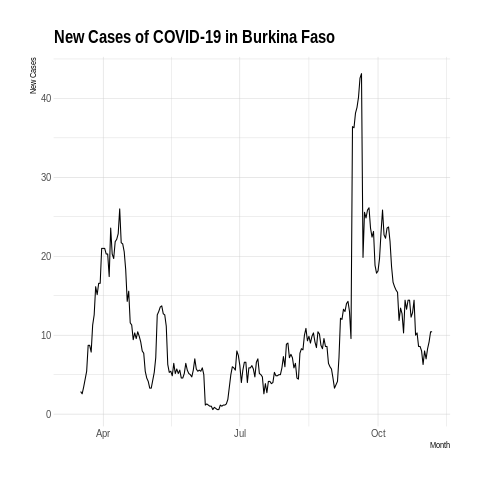 New Cases of COVID-19 in Burkina Faso
New Cases
40
30
20
10
0
Apr
Jul
Oct
Month